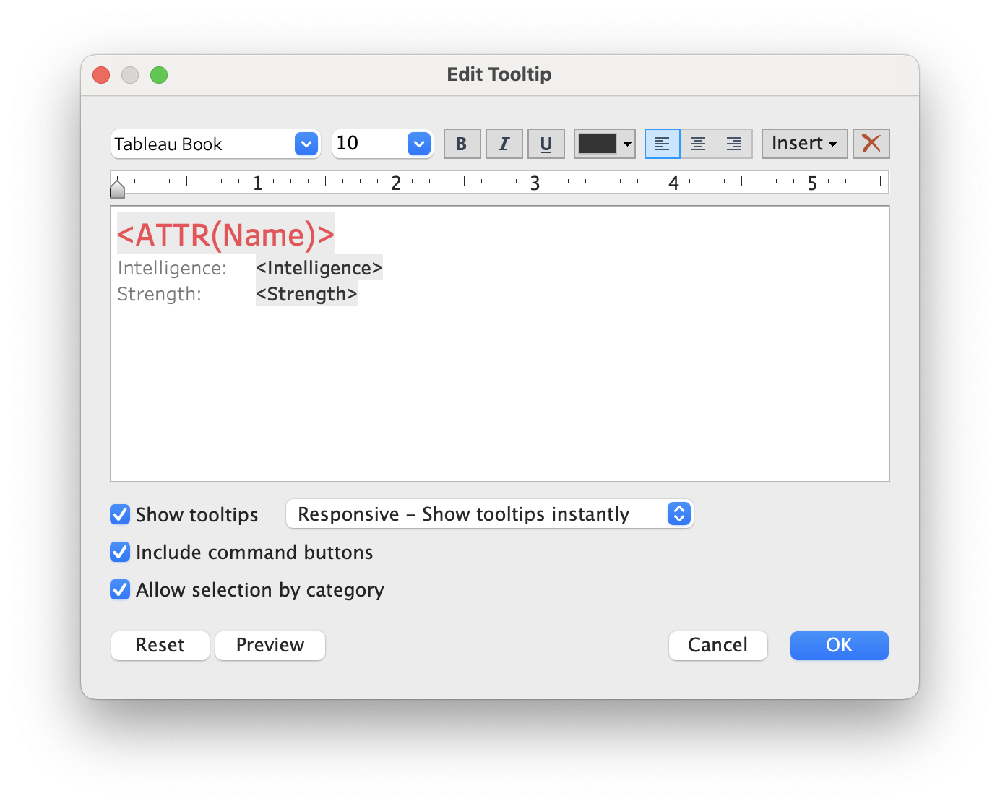 Edit Tooltip
Tableau Book 10 B I U Insert
1 2 3 4 5
<ATTR(Name)>
Intelligence: <Intelligence>
Strength: <Strength>
Show tooltips Responsive – Show tooltips instantly
Include command buttons
Allow selection by category
Reset Preview Cancel OK